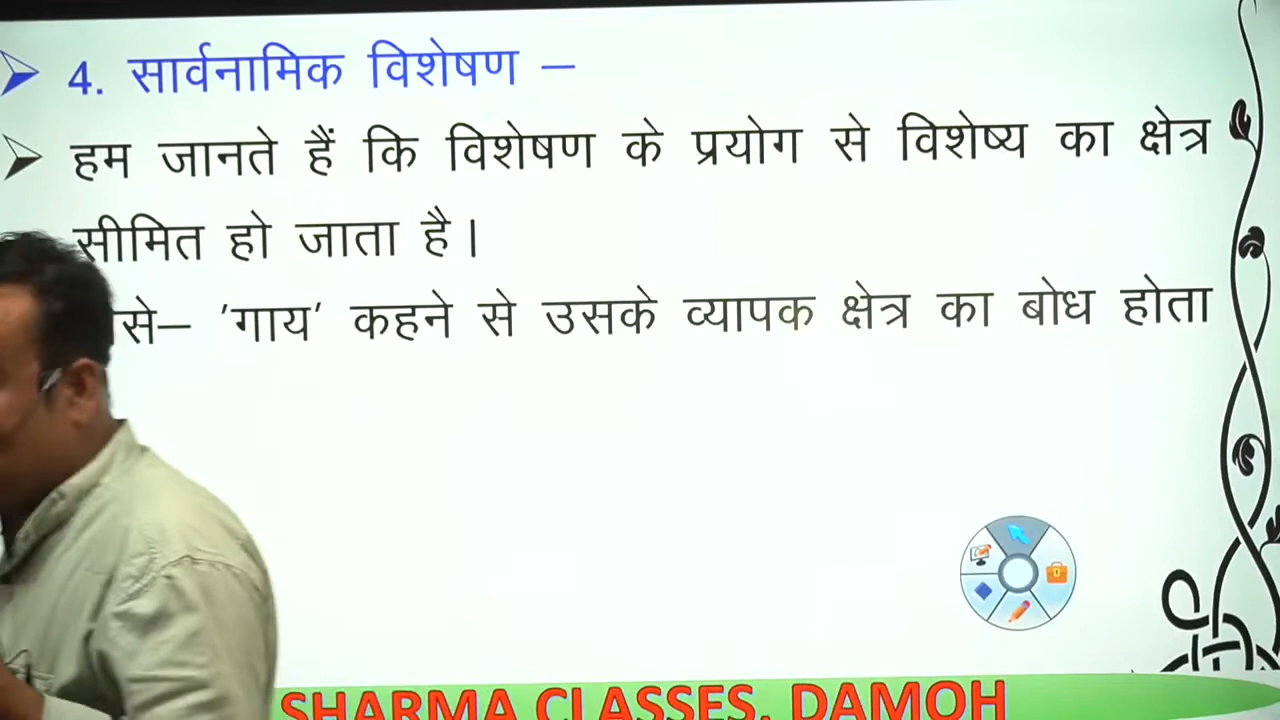 4. सार्वनामिक विशेषण –
हम जानते हैं कि विशेषण के प्रयोग से विशेष्य का क्षेत्र
सीमित हो जाता है।
से– 'गाय' कहने से उसके व्यापक क्षेत्र का बोध होता
SHARMA CLASSES, DAMOH